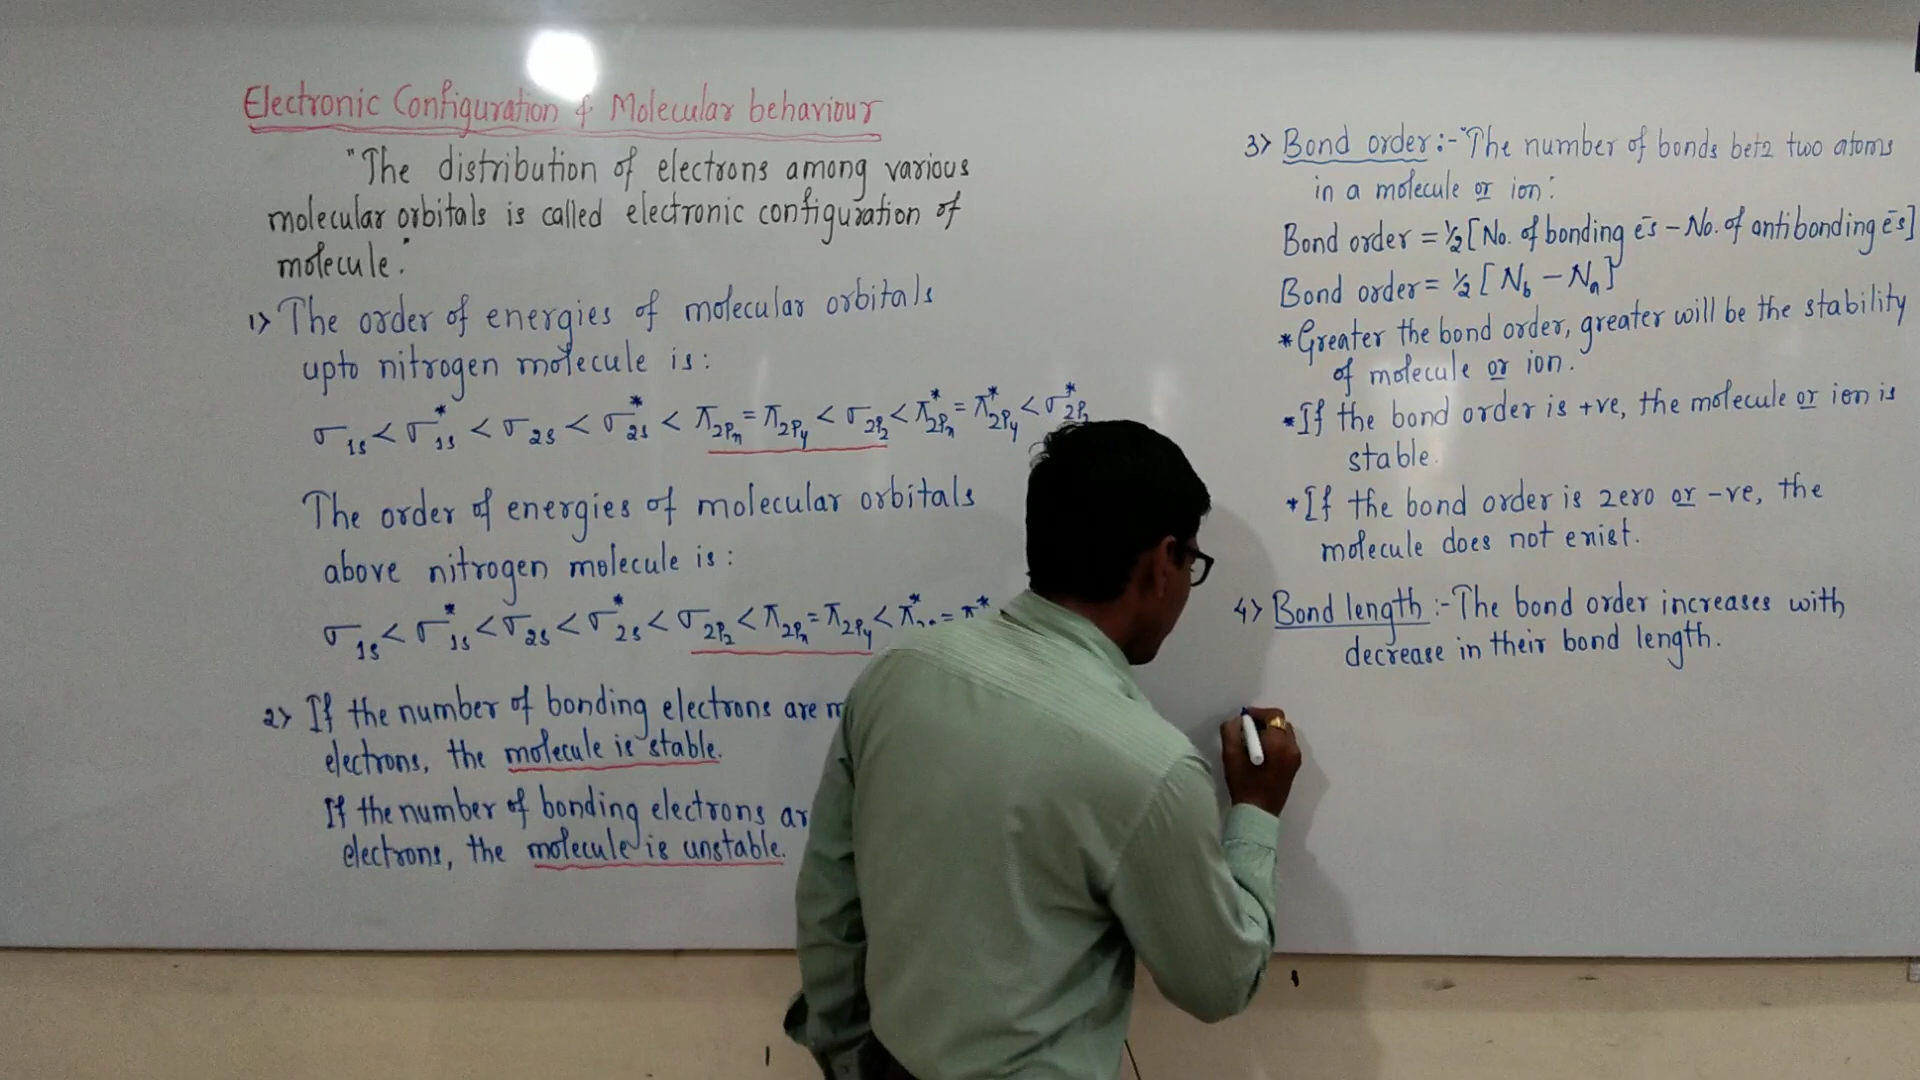 Electronic Configuration & Molecular behaviour
"The distribution of electrons among various
molecular orbitals is called electronic configuration of
molecule."
1> The order of energies of molecular orbitals
upto nitrogen molecule is:
σ1s < σ*1s < σ2s < σ*2s < π2Px = π2Py < σ2Pz < π*2Px = π*2Py < σ*2Pz
The order of energies of molecular orbitals
above nitrogen molecule is:
σ1s < σ*1s < σ2s < σ*2s < σ2Pz < π2Px = π2Py < π*2P = π*
2> If the number of bonding electrons are
electrons, the molecule is stable.
If the number of bonding electrons
electrons, the molecule is unstable.
3> Bond order :- "The number of bonds betz two atoms
in a molecule or ion:
Bond order = ½ [No. of bonding ēs – No. of antibonding ēs]
Bond order = ½ [Nb – Na]
* Greater the bond order, greater will be the stability
of molecule or ion.
* If the bond order is +ve, the molecule or ion is
stable.
* If the bond order is zero or -ve, the
molecule does not exist.
4> Bond length :- The bond order increases with
decrease in their bond length.